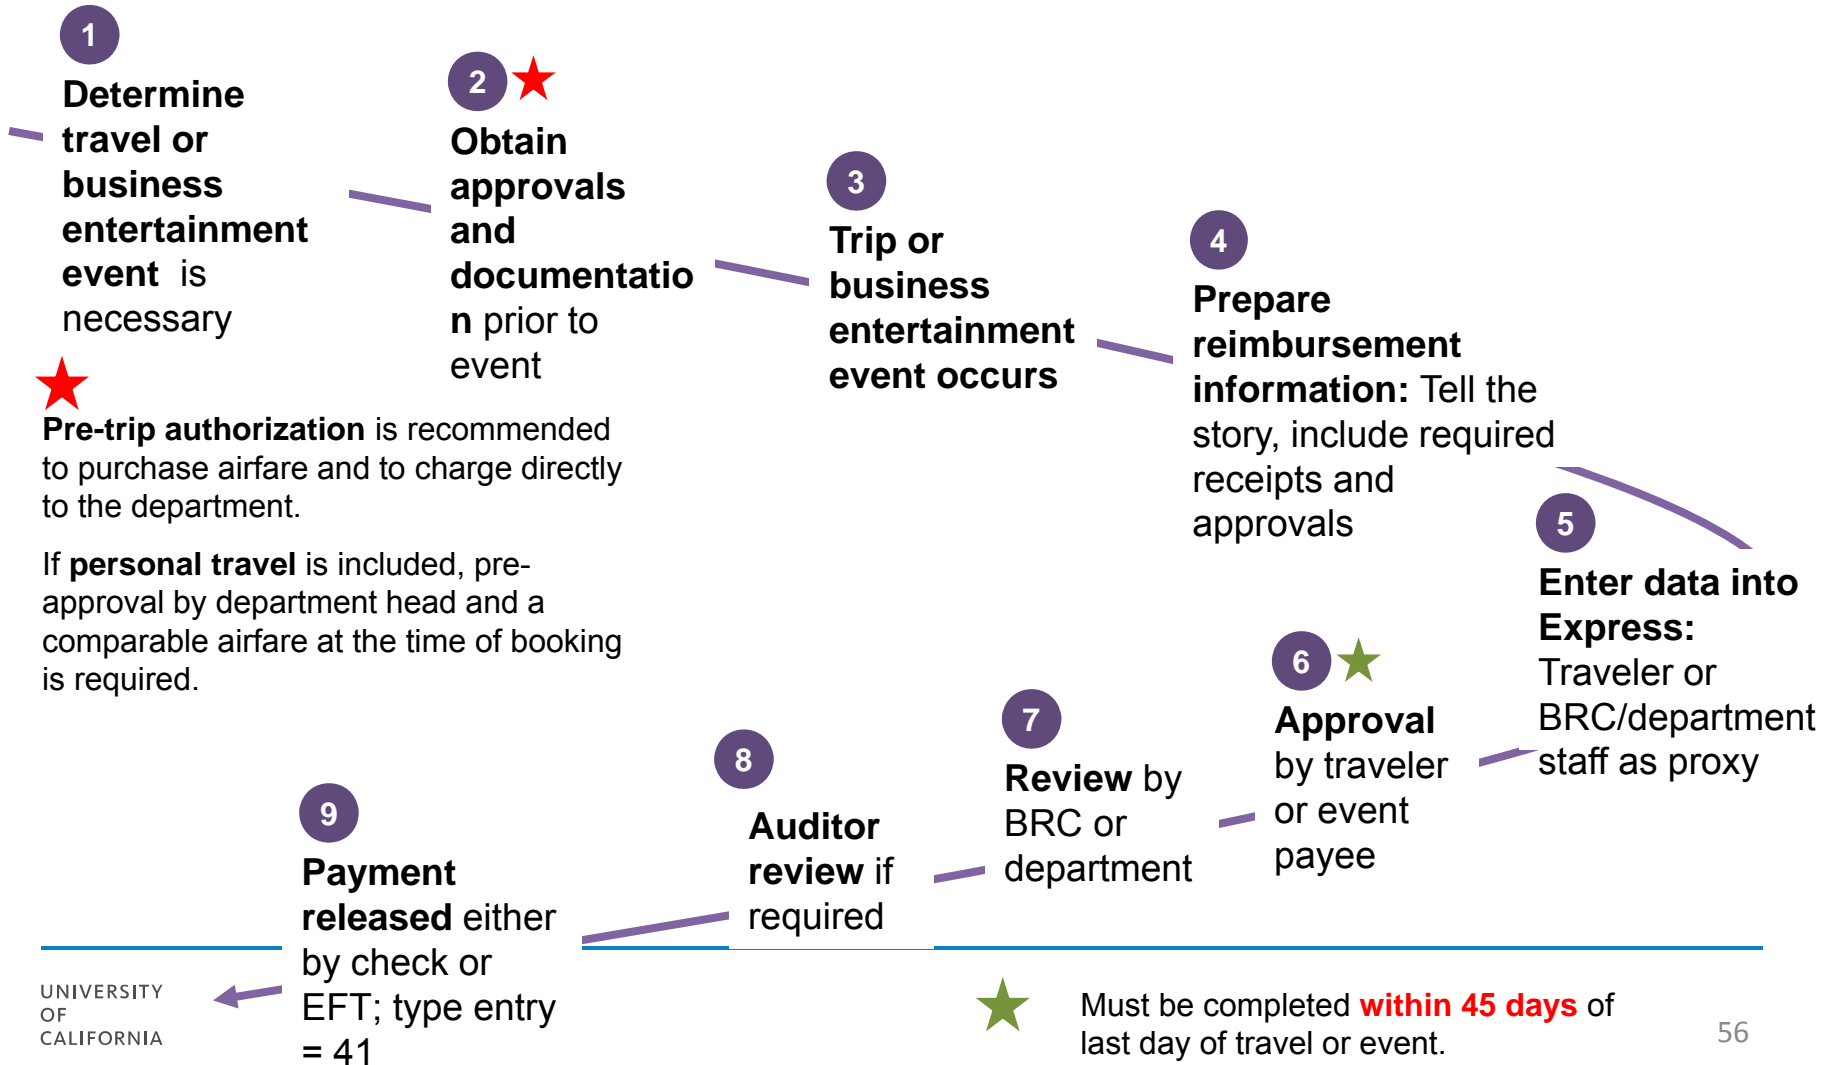 1
Determine
travel or
business
entertainment
event is
necessary
2
Obtain
approvals
and
documentatio
n prior to
event
3
Trip or
business
entertainment
event occurs
4
Prepare
reimbursement
information: Tell the
story, include required
receipts and
approvals
Pre-trip authorization is recommended
to purchase airfare and to charge directly
to the department.
If personal travel is included, pre-
approval by department head and a
comparable airfare at the time of booking
is required.
5
Enter data into
Express:
Traveler or
BRC/department
staff as proxy
6
Approval
by traveler
or event
payee
7
Review by
BRC or
department
8
Auditor
review if
required
9
Payment
released either
by check or
EFT; type entry
= 41
UNIVERSITY
OF
CALIFORNIA
Must be completed within 45 days of
last day of travel or event.
56